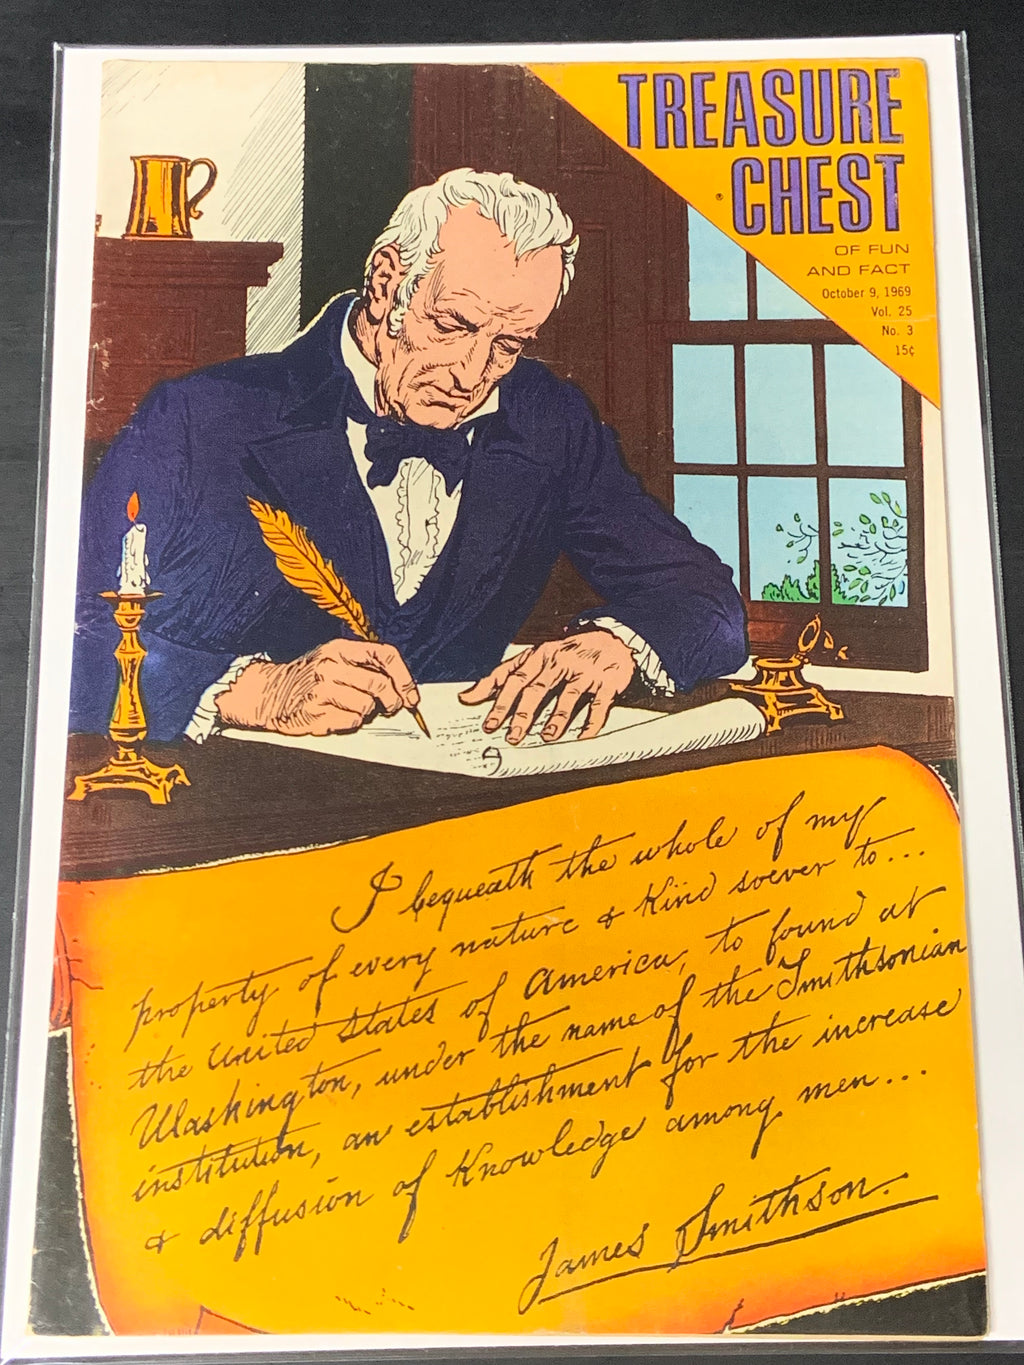 TREASURE
CHEST
OF FUN
AND FACT
October 9, 1969
Vol. 25
No. 3
15¢
I bequeath the whole of my
property of every nature & kind soever to...
the United States of America, to found at
Washington, under the name of the Smithsonian
institution, an establishment for the increase
& diffusion of knowledge among men...
James Smithson.